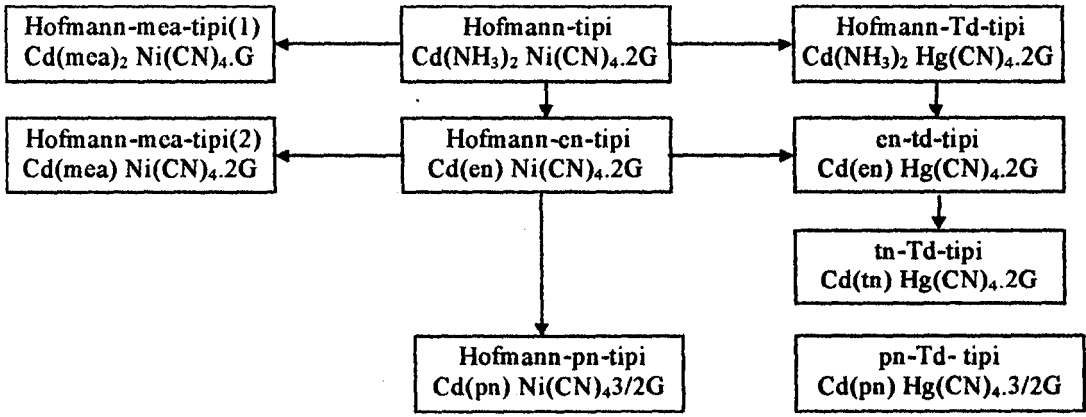 Hofmann-mea-tipi(1)
Cd(mea)₂ Ni(CN)₄.G
Hofmann-tipi
Cd(NH₃)₂ Ni(CN)₄.2G
Hofmann-Td-tipi
Cd(NH₃)₂ Hg(CN)₄.2G
Hofmann-mea-tipi(2)
Cd(mea) Ni(CN)₄.2G
Hofmann-en-tipi
Cd(en) Ni(CN)₄.2G
en-td-tipi
Cd(en) Hg(CN)₄.2G
tn-Td-tipi
Cd(tn) Hg(CN)₄.2G
Hofmann-pn-tipi
Cd(pn) Ni(CN)₄3/2G
pn-Td- tipi
Cd(pn) Hg(CN)₄.3/2G